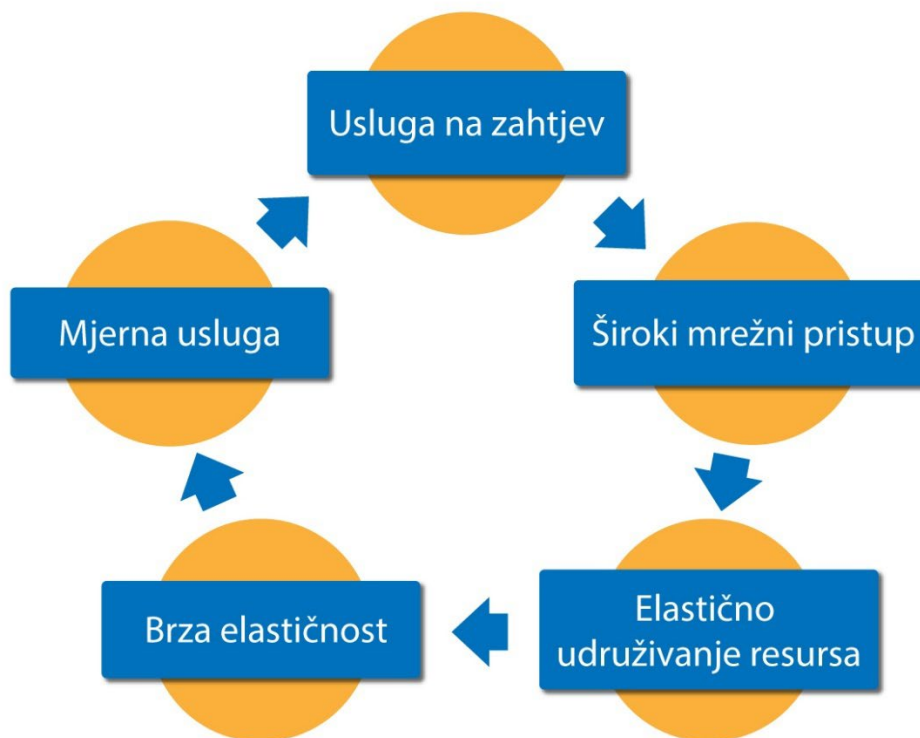 Usluga na zahtjev
Mjerna usluga
Široki mrežni pristup
Brza elastičnost
Elastično
udruživanje resursa